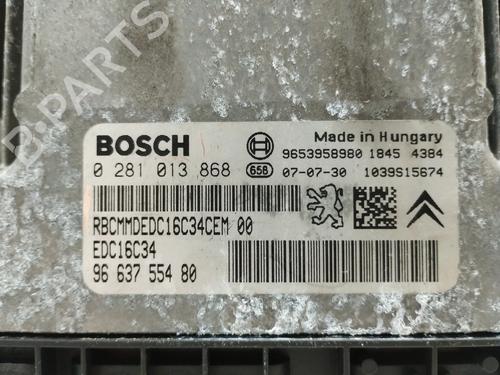 B-Parts
BOSCH
Made in Hungary
0 281 013 868
9653958980 1845 4384
658
07-07-30 1039S15674
RBCMMDEDC16C34CEM 00
EDC16C34
96 637 554 80